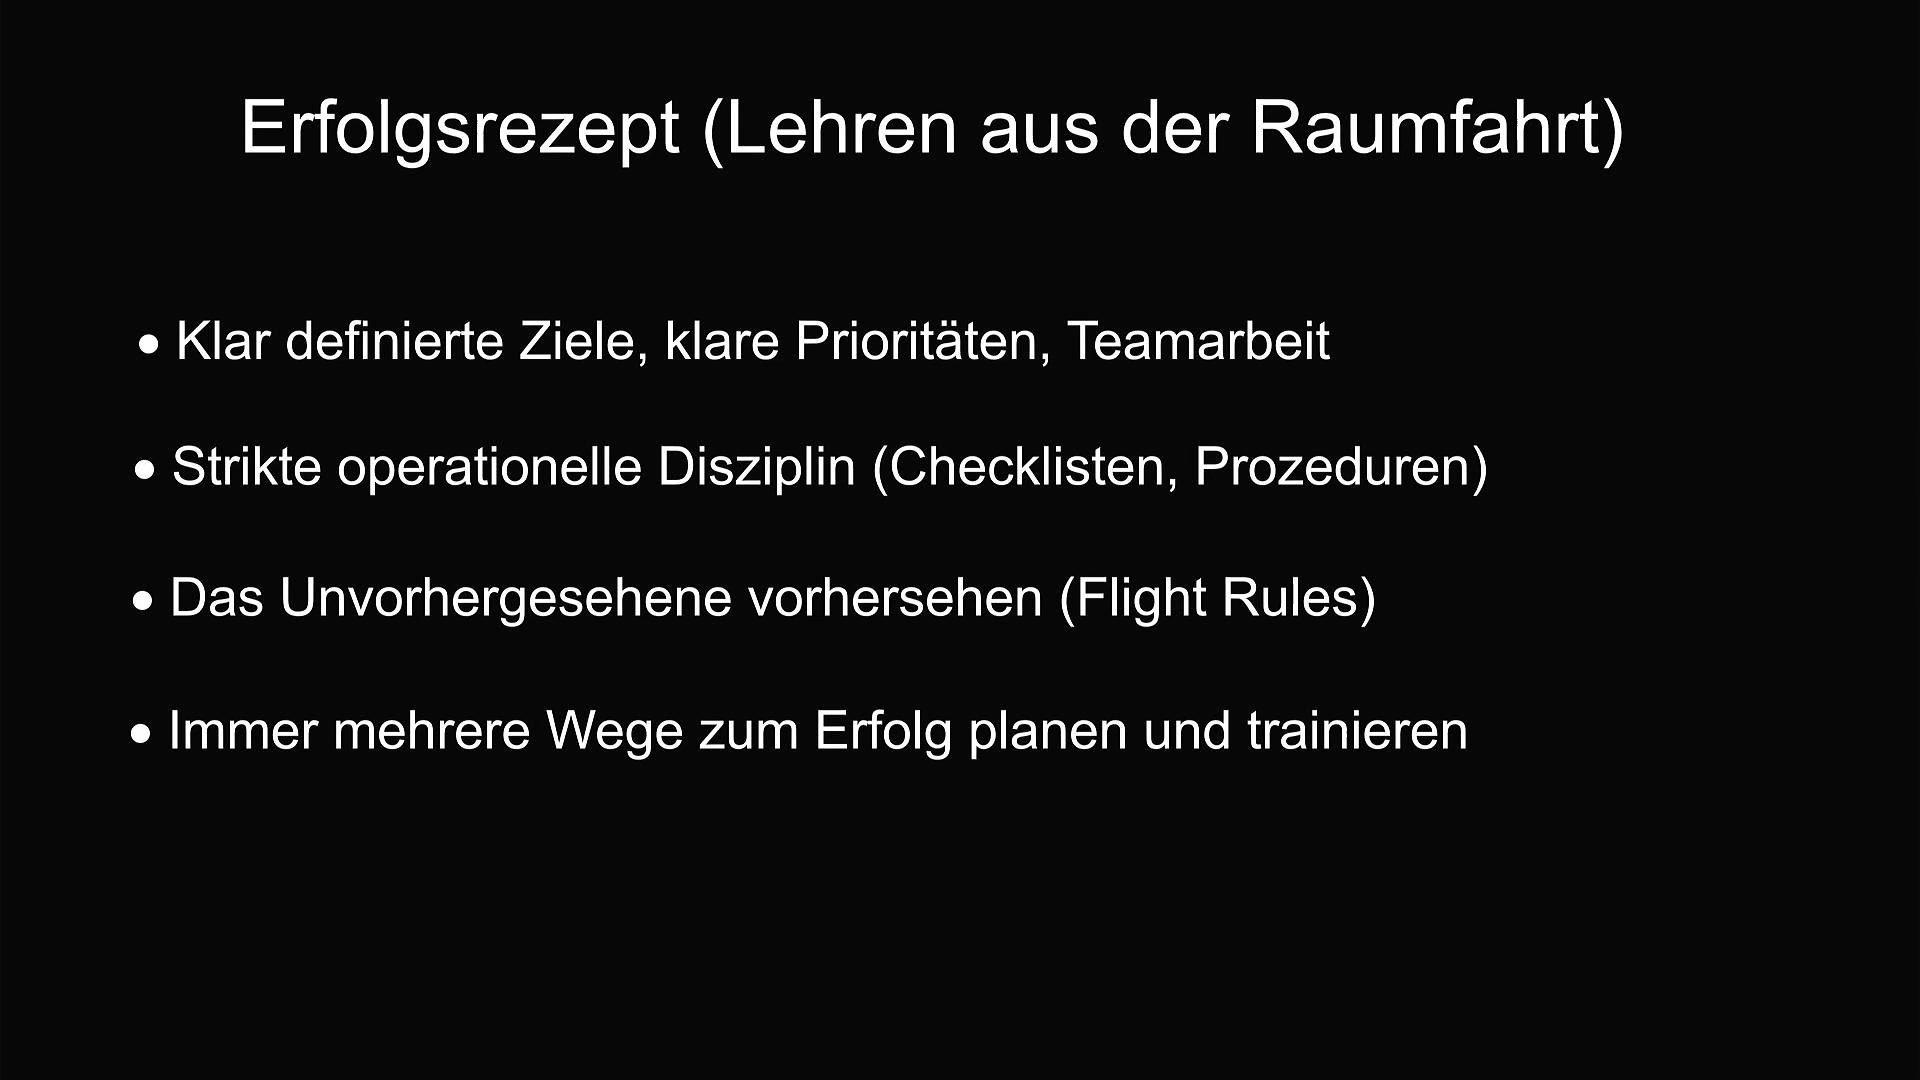 Erfolgsrezept (Lehren aus der Raumfahrt)
• Klar definierte Ziele, klare Prioritäten, Teamarbeit
• Strikte operationelle Disziplin (Checklisten, Prozeduren)
• Das Unvorhergesehene vorhersehen (Flight Rules)
• Immer mehrere Wege zum Erfolg planen und trainieren